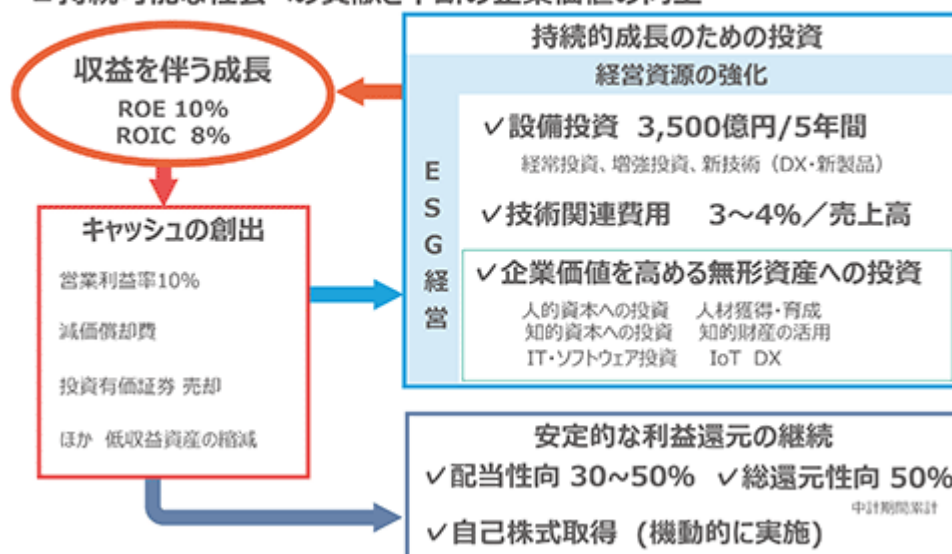 収益を伴う成長
ROE 10%
ROIC 8%
キャッシュの創出
営業利益率10%
減価償却費
投資有価証券 売却
ほか 低収益資産の縮減
持続的成長のための投資
経営資源の強化
ESG経営
✓設備投資 3,500億円/5年間
経常投資、増強投資、新技術（DX・新製品）
✓技術関連費用 3～4%／売上高
✓企業価値を高める無形資産への投資
人的資本への投資 人材獲得・育成
知的資本への投資 知的財産の活用
IT・ソフトウェア投資 IoT DX
安定的な利益還元の継続
✓配当性向 30～50% ✓総還元性向 50%
中計期間累計
✓自己株式取得 (機動的に実施)